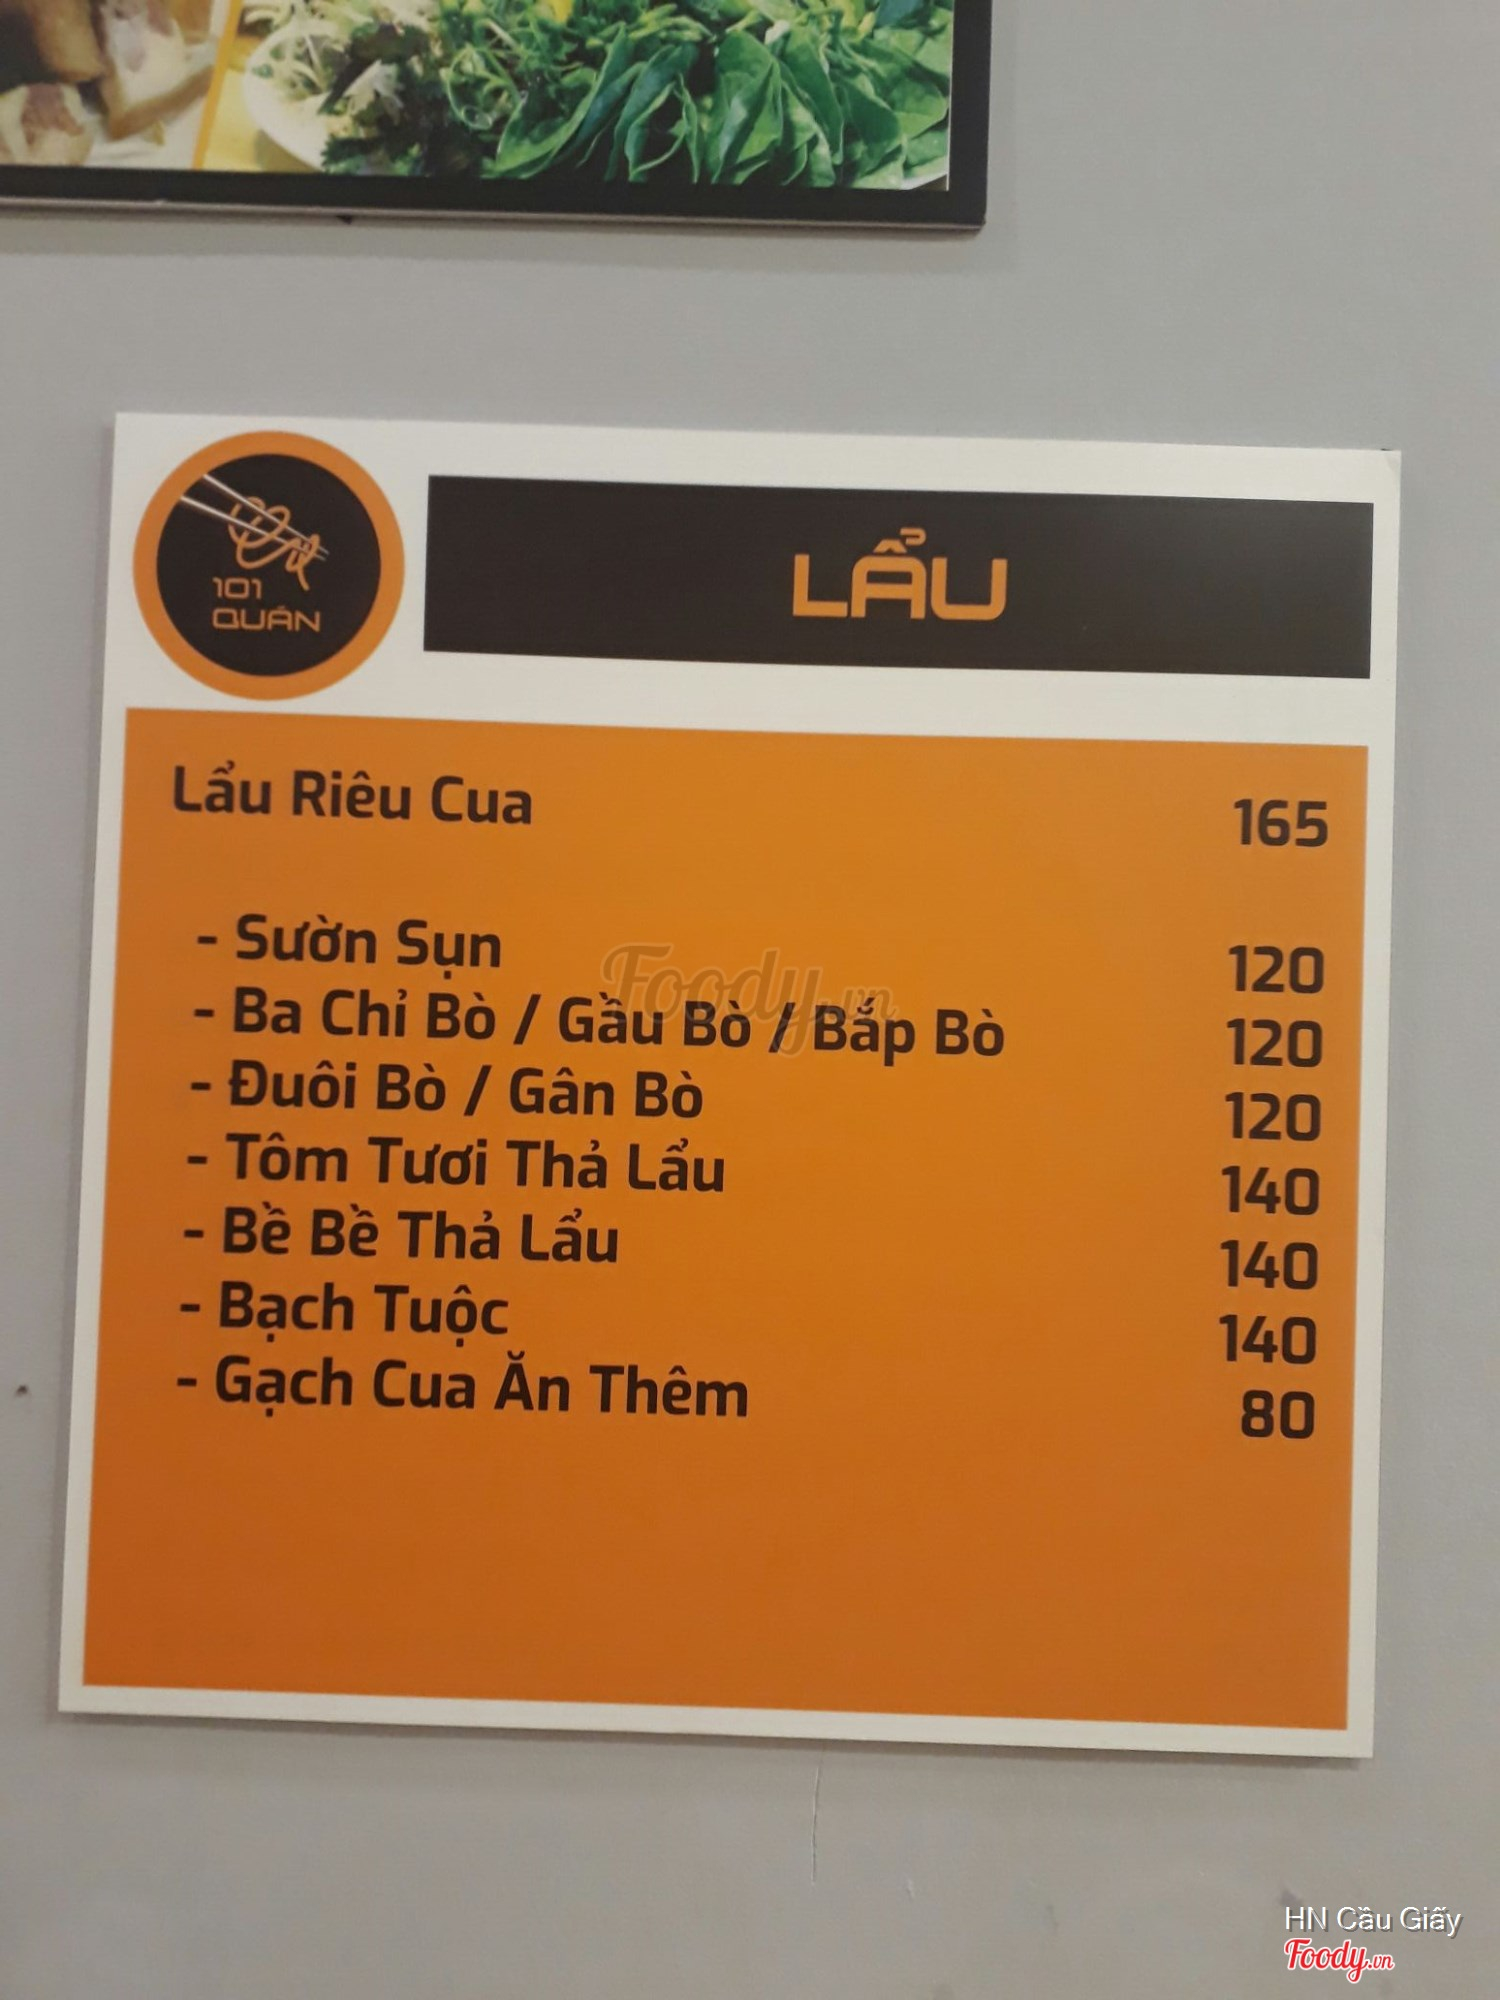 101
QUÁN
LẨU
Lẩu Riêu Cua 165
- Sườn Sụn 120
- Ba Chỉ Bò / Gầu Bò / Bắp Bò 120
- Đuôi Bò / Gân Bò 120
- Tôm Tươi Thả Lẩu 140
- Bề Bề Thả Lẩu 140
- Bạch Tuộc 140
- Gạch Cua Ăn Thêm 80
Foody.vn
HN Cầu Giấy
Foody.vn